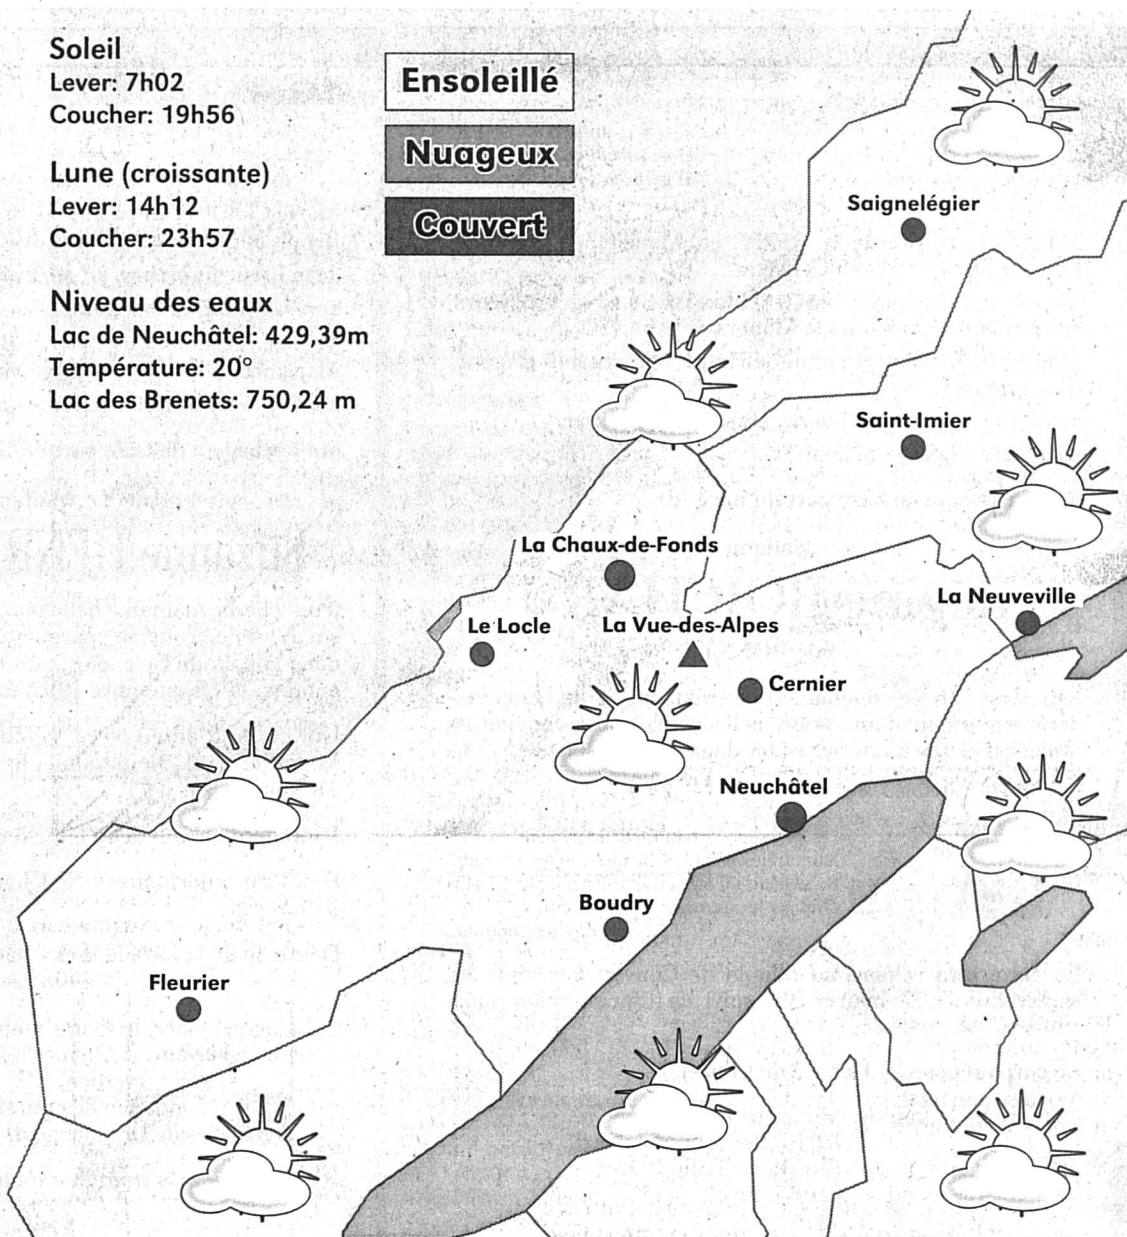 Soleil
Lever: 7h02
Coucher: 19h56
Lune (croissante)
Lever: 14h12
Coucher: 23h57
Niveau des eaux
Lac de Neuchâtel: 429,39m
Température: 20°
Lac des Brenets: 750,24 m
Ensoleillé
Nuageux
Couvert
Saignelégier
Saint-Imier
La Chaux-de-Fonds
La Neuveville
Le Locle
La Vue-des-Alpes
Cernier
Neuchâtel
Boudry
Fleurier